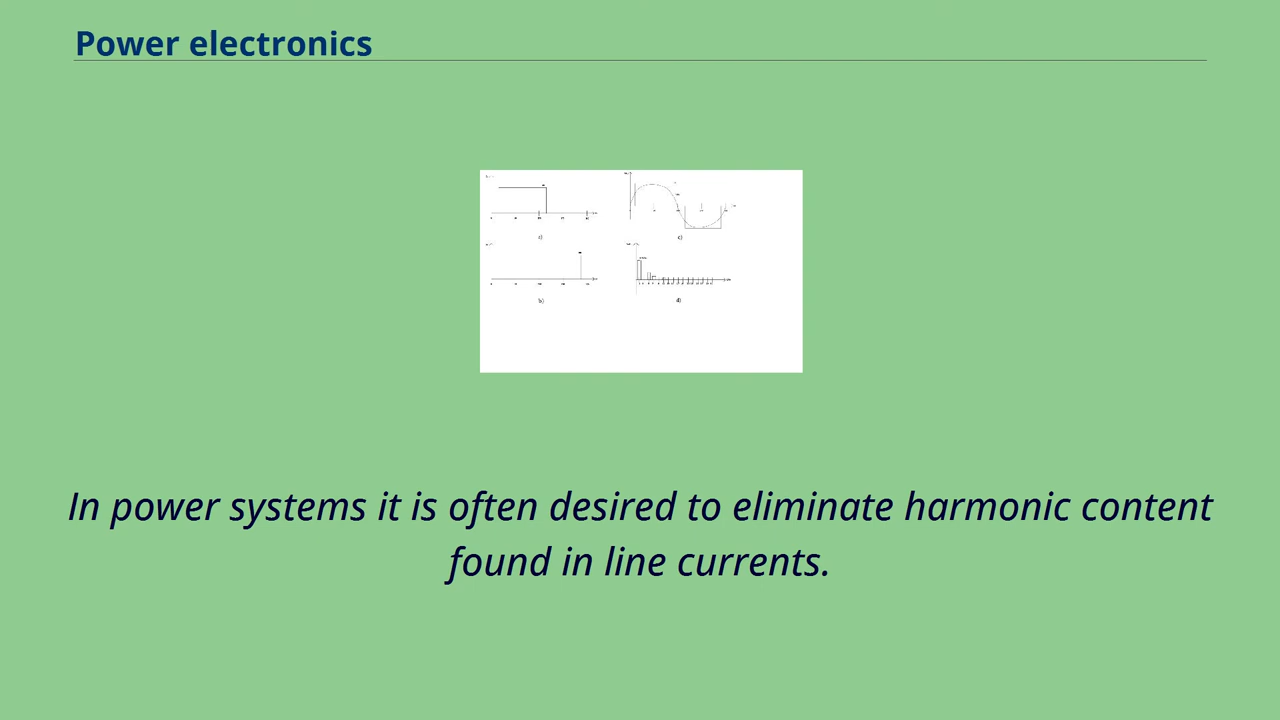 Power electronics
c)
c)
b)
d)
In power systems it is often desired to eliminate harmonic content
found in line currents.